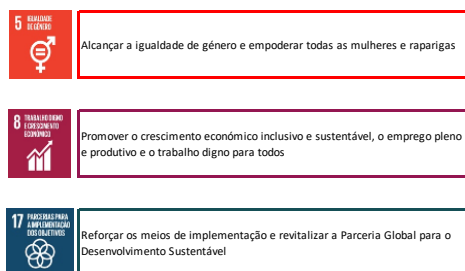 5 IGUALDADE
DE GÉNERO
Alcançar a igualdade de género e empoderar todas as mulheres e raparigas
8 TRABALHO DIGNO
E CRESCIMENTO
ECONÓMICO
Promover o crescimento económico inclusivo e sustentável, o emprego pleno
e produtivo e o trabalho digno para todos
17 PARCERIAS PARA
A IMPLEMENTAÇÃO
DOS OBJETIVOS
Reforçar os meios de implementação e revitalizar a Parceria Global para o
Desenvolvimento Sustentável